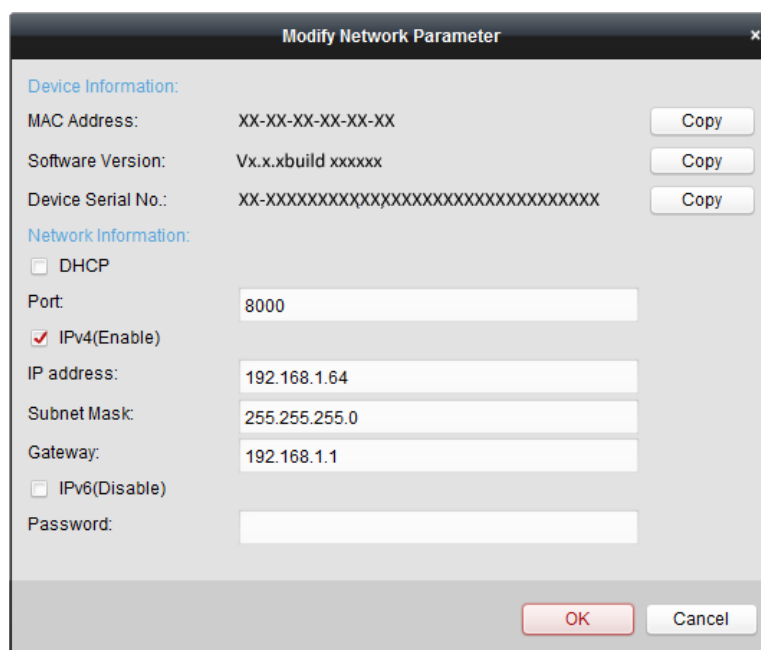 Modify Network Parameter ×
Device Information:
MAC Address: XX-XX-XX-XX-XX-XX Copy
Software Version: Vx.x.xbuild xxxxxx Copy
Device Serial No.: XX-XXXXXXXXXXXXXXXXXXXXXXXXXXXXXXXXX Copy
Network Information:
DHCP
Port: 8000
IPv4(Enable)
IP address: 192.168.1.64
Subnet Mask: 255.255.255.0
Gateway: 192.168.1.1
IPv6(Disable)
Password:
OK Cancel